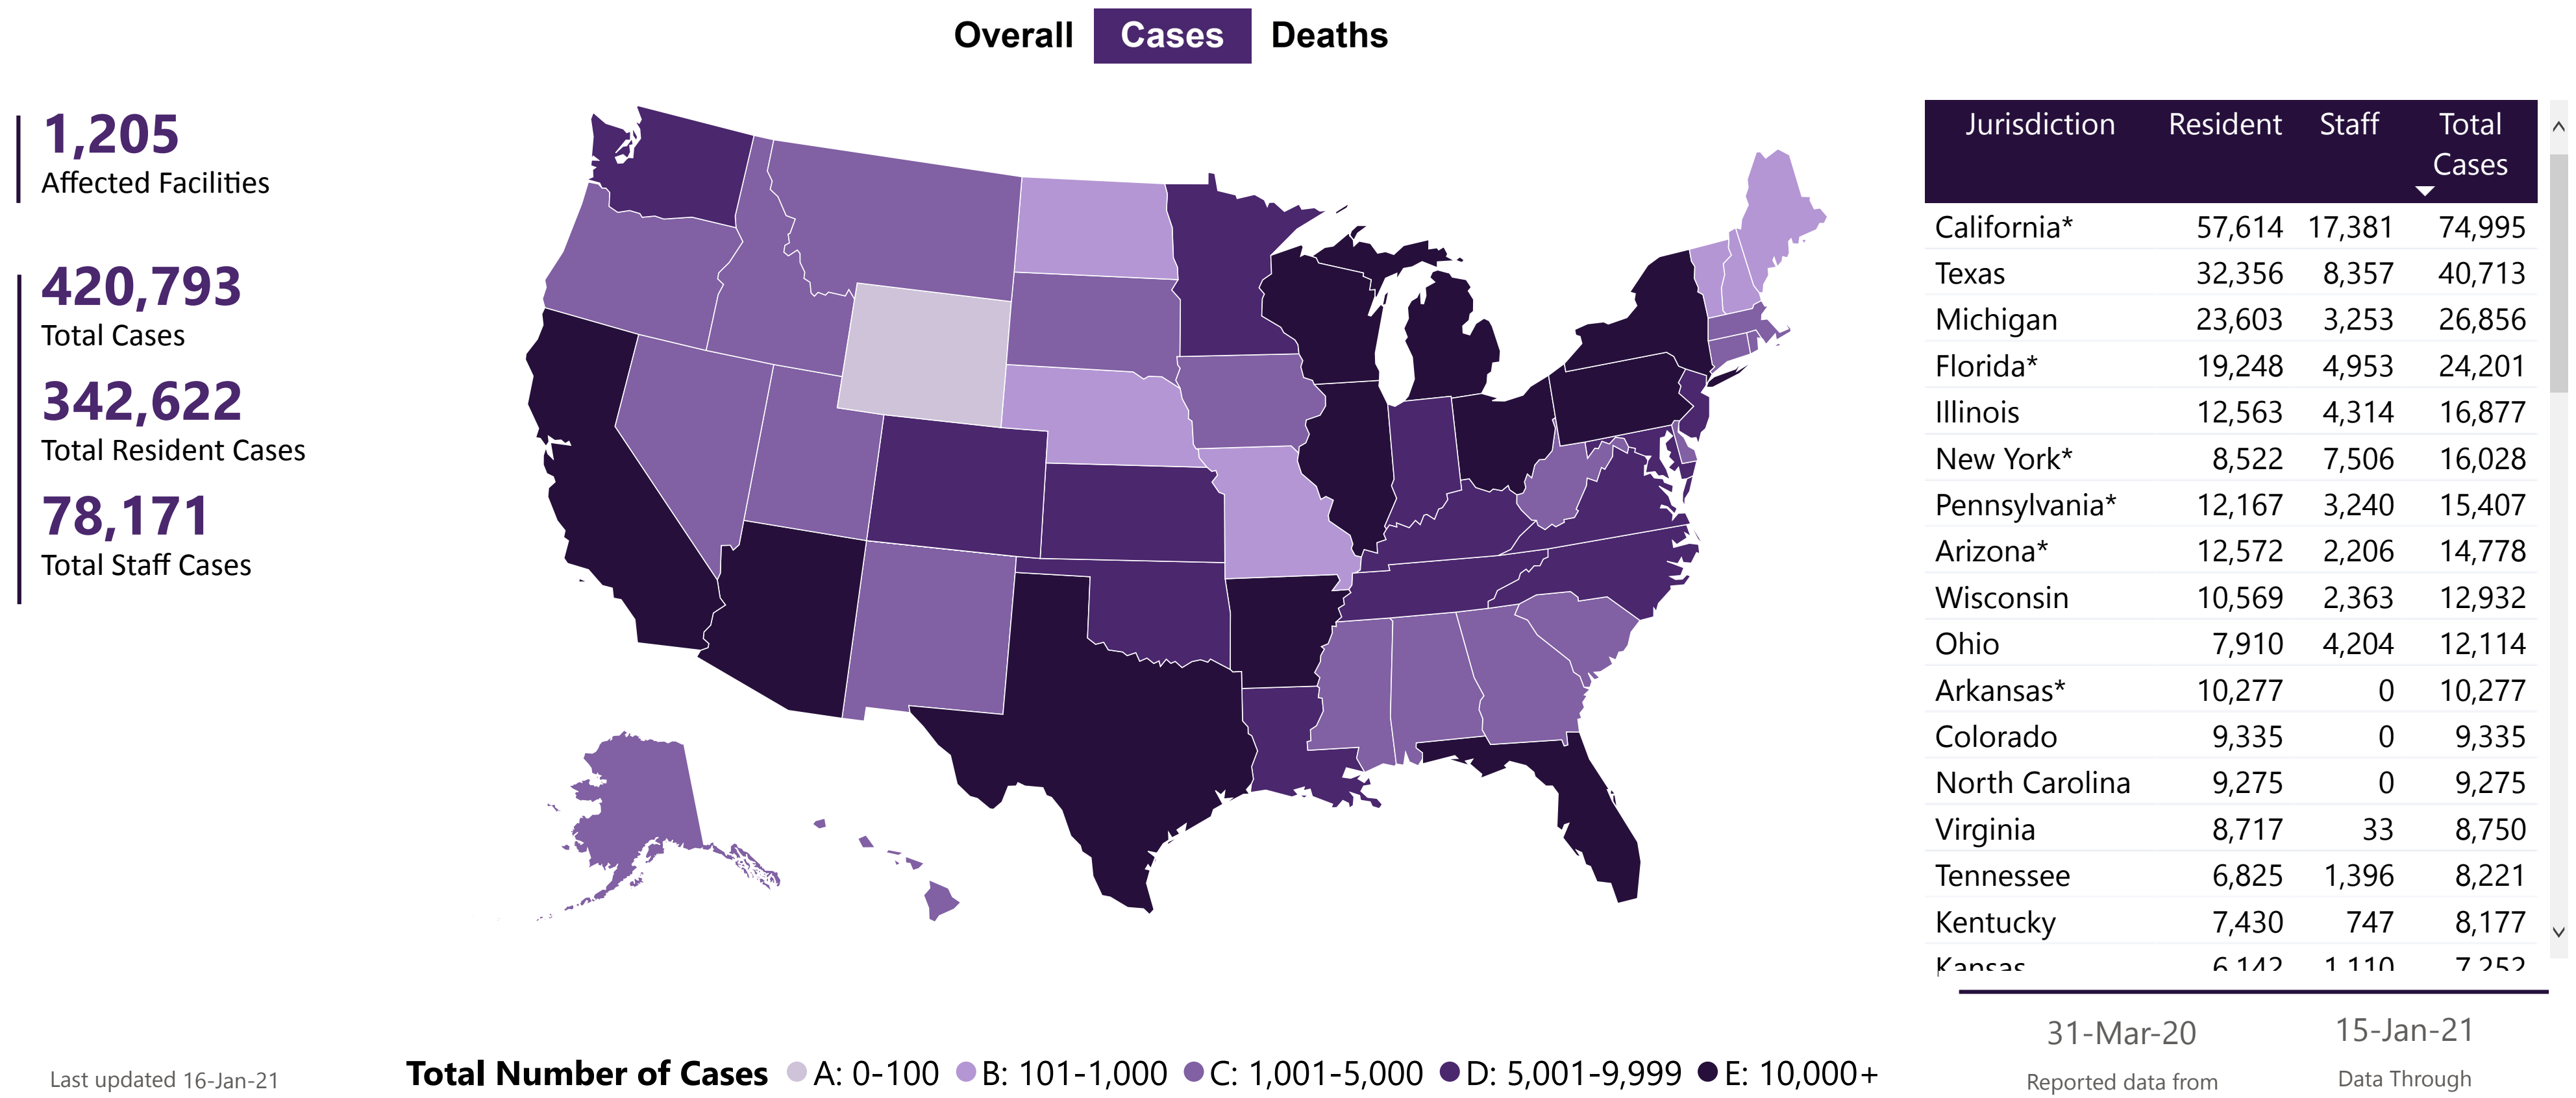 Overall Cases Deaths
1,205
Affected Facilities
420,793
Total Cases
342,622
Total Resident Cases
78,171
Total Staff Cases
Jurisdiction Resident Staff Total
Cases
California* 57,614 17,381 74,995
Texas 32,356 8,357 40,713
Michigan 23,603 3,253 26,856
Florida* 19,248 4,953 24,201
Illinois 12,563 4,314 16,877
New York* 8,522 7,506 16,028
Pennsylvania* 12,167 3,240 15,407
Arizona* 12,572 2,206 14,778
Wisconsin 10,569 2,363 12,932
Ohio 7,910 4,204 12,114
Arkansas* 10,277 0 10,277
Colorado 9,335 0 9,335
North Carolina 9,275 0 9,275
Virginia 8,717 33 8,750
Tennessee 6,825 1,396 8,221
Kentucky 7,430 747 8,177
Kansas 6,142 1,110 7,252
31-Mar-20 15-Jan-21
Reported data from Data Through
Last updated 16-Jan-21
Total Number of Cases A: 0-100 B: 101-1,000 C: 1,001-5,000 D: 5,001-9,999 E: 10,000+